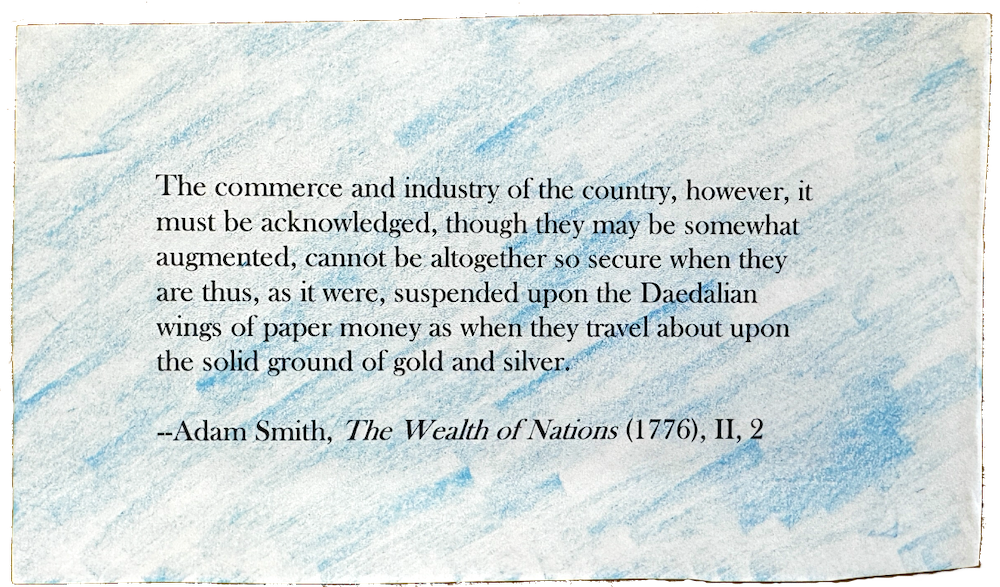 The commerce and industry of the country, however, it
must be acknowledged, though they may be somewhat
augmented, cannot be altogether so secure when they
are thus, as it were, suspended upon the Daedalian
wings of paper money as when they travel about upon
the solid ground of gold and silver.
--Adam Smith, The Wealth of Nations (1776), II, 2